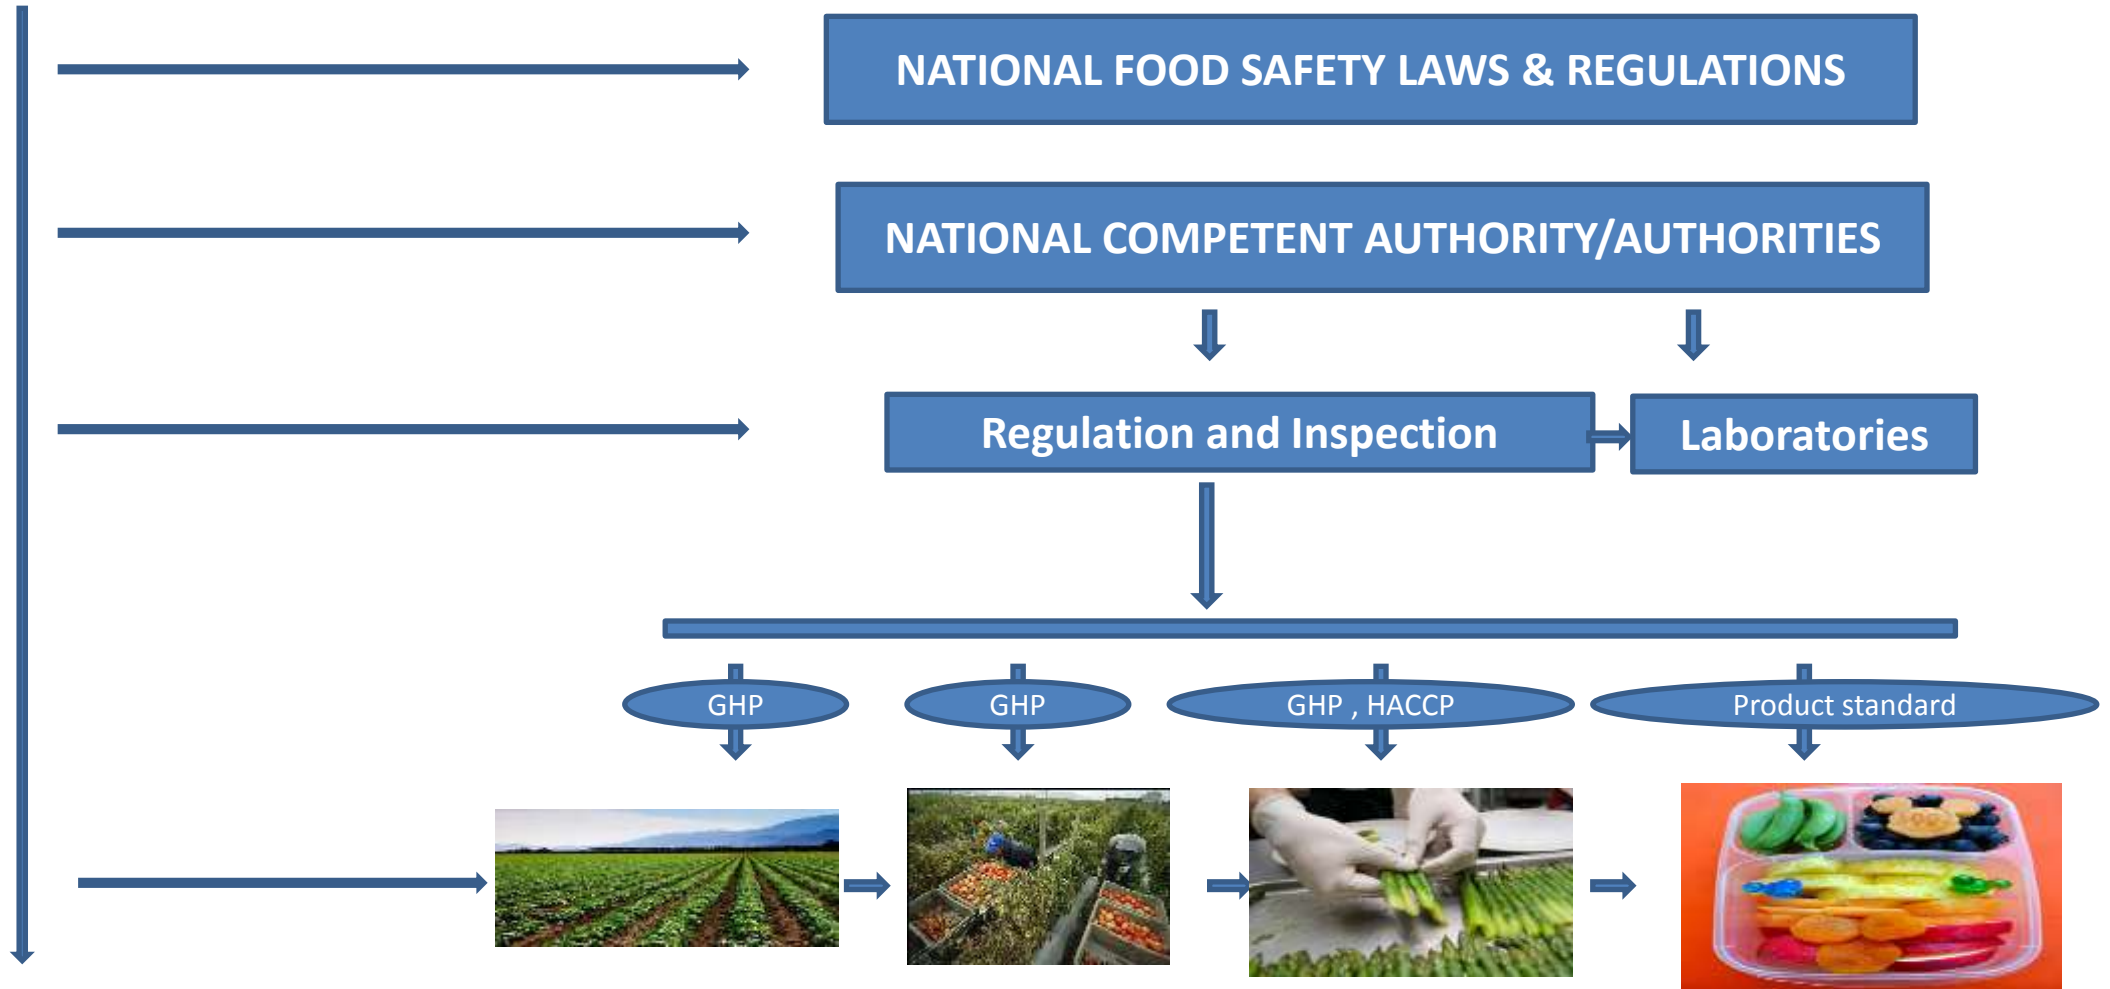 NATIONAL FOOD SAFETY LAWS & REGULATIONS
NATIONAL COMPETENT AUTHORITY/AUTHORITIES
Regulation and Inspection
Laboratories
GHP
GHP
GHP , HACCP
Product standard